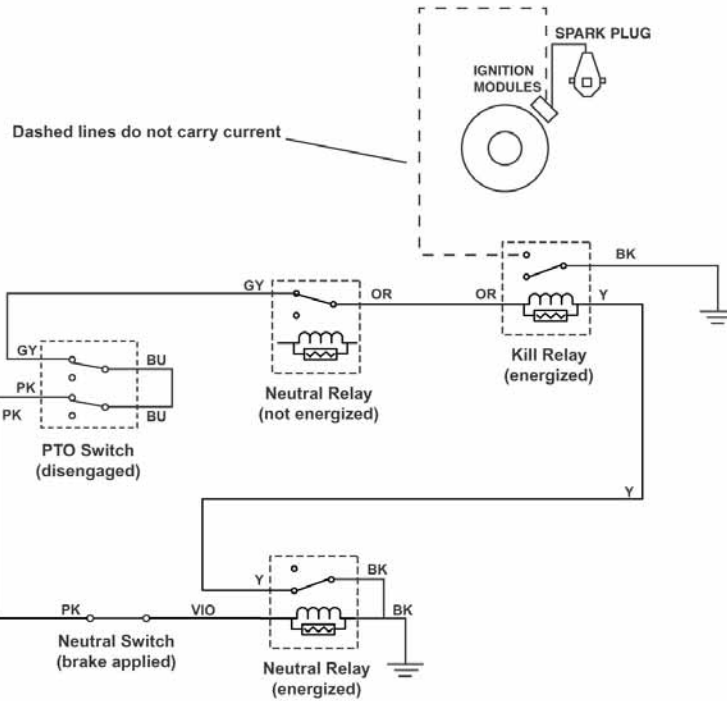 SPARK PLUG
IGNITION
MODULES
Dashed lines do not carry current
BK
GY
OR
OR
Y
Kill Relay
(energized)
Neutral Relay
(not energized)
GY
BU
PK
PK
BU
PTO Switch
(disengaged)
Y
Y
BK
PK
VIO
BK
Neutral Switch
(brake applied)
Neutral Relay
(energized)